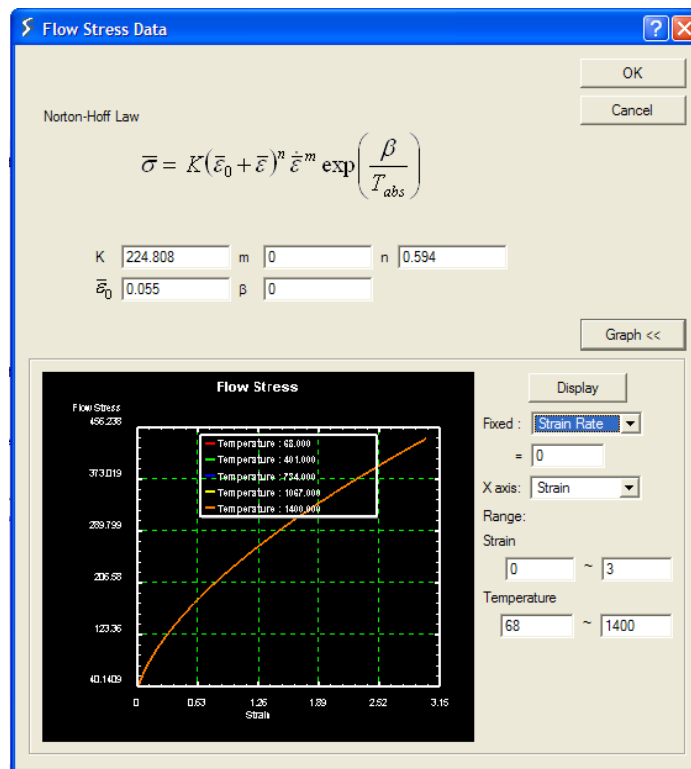 Flow Stress Data
OK
Cancel
Norton-Hoff Law
σ̅ = K(ε̅₀ + ε̅)ⁿ ε̅̇ᵐ exp(β / T_abs)
K 224.808 m 0 n 0.594
ε̅₀ 0.055 β 0
Graph <<
Flow Stress
Flow Stress
456.238
373.019
289.799
206.58
123.36
40.1409
Temperature : 68.000
Temperature : 401.000
Temperature : 734.000
Temperature : 1067.000
Temperature : 1400.000
0 0.63 1.26 1.89 2.52 3.15
Strain
Display
Fixed : Strain Rate
= 0
X axis: Strain
Range:
Strain
0 ~ 3
Temperature
68 ~ 1400